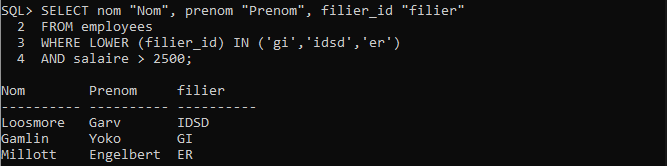 SQL> SELECT nom "Nom", prenom "Prenom", filier_id "filier"
  2  FROM employees
  3  WHERE LOWER (filier_id) IN ('gi','idsd','er')
  4  AND salaire > 2500;

Nom        Prenom     filier
---------- ---------- ----------
Loosmore   Garv       IDSD
Gamlin     Yoko       GI
Millott    Engelbert  ER